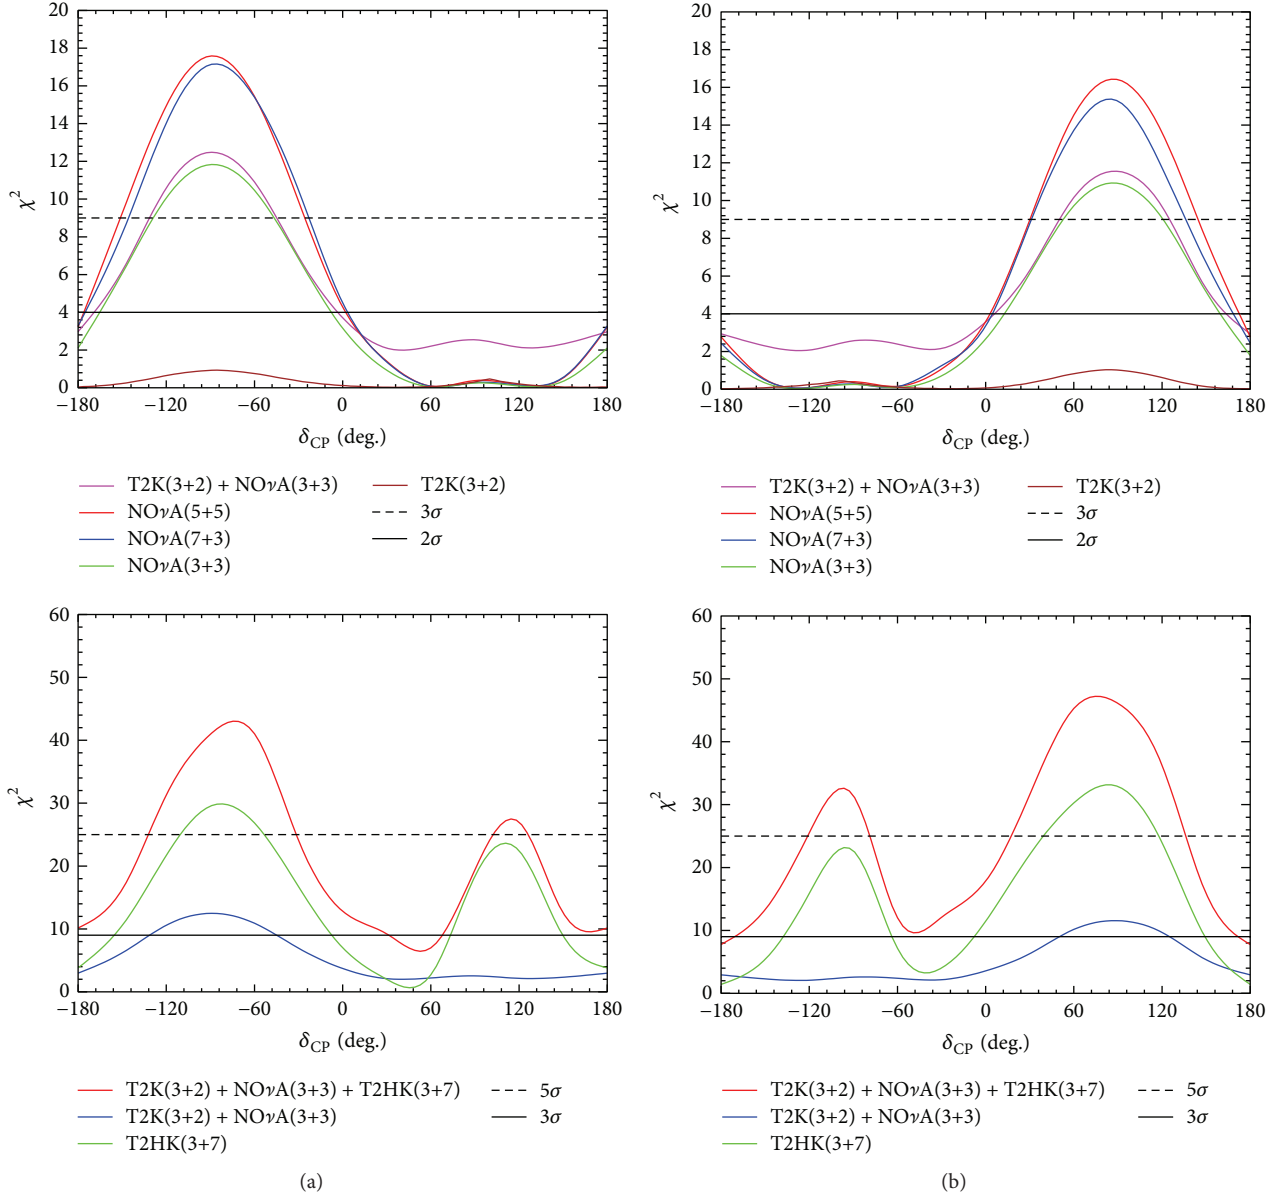 20
18
16
14
12
10
8
6
4
2
0
χ²
−180 −120 −60 0 60 120 180
δCP (deg.)
T2K(3+2) + NOνA(3+3)
NOνA(5+5)
NOνA(7+3)
NOνA(3+3)
T2K(3+2)
3σ
2σ
20
18
16
14
12
10
8
6
4
2
0
χ²
−180 −120 −60 0 60 120 180
δCP (deg.)
T2K(3+2) + NOνA(3+3)
NOνA(5+5)
NOνA(7+3)
NOνA(3+3)
T2K(3+2)
3σ
2σ
60
50
40
30
20
10
0
χ²
−180 −120 −60 0 60 120 180
δCP (deg.)
T2K(3+2) + NOνA(3+3) + T2HK(3+7)
T2K(3+2) + NOνA(3+3)
T2HK(3+7)
5σ
3σ
(a)
60
50
40
30
20
10
0
χ²
−180 −120 −60 0 60 120 180
δCP (deg.)
T2K(3+2) + NOνA(3+3) + T2HK(3+7)
T2K(3+2) + NOνA(3+3)
T2HK(3+7)
5σ
3σ
(b)